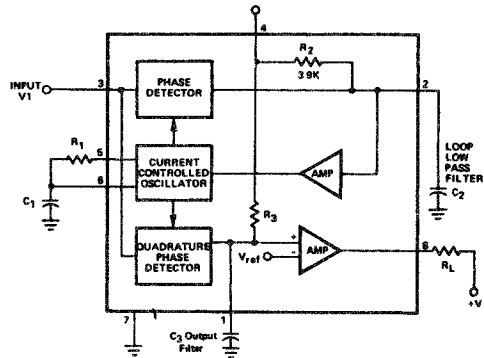 4
R2
3.9K
INPUT
V1
3
PHASE
DETECTOR
2
R1
5
6
C1
CURRENT
CONTROLLED
OSCILLATOR
AMP
LOOP
LOW
PASS
FILTER
C2
R3
QUADRATURE
PHASE
DETECTOR
+
Vref
-
AMP
8
RL
+V
7
1
C3 Output
Filter